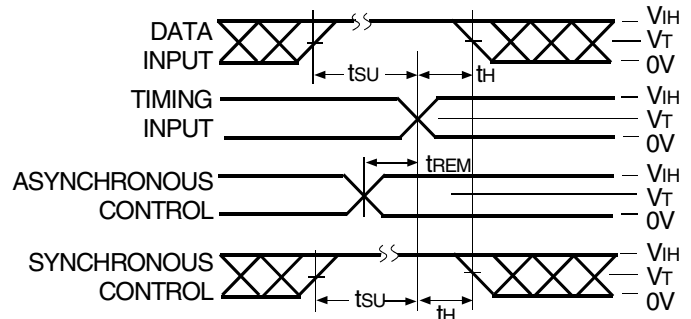 DATA
INPUT
tSU
tH
VIH
VT
0V
TIMING
INPUT
VIH
VT
0V
tREM
ASYNCHRONOUS
CONTROL
VIH
VT
0V
SYNCHRONOUS
CONTROL
tSU
tH
VIH
VT
0V